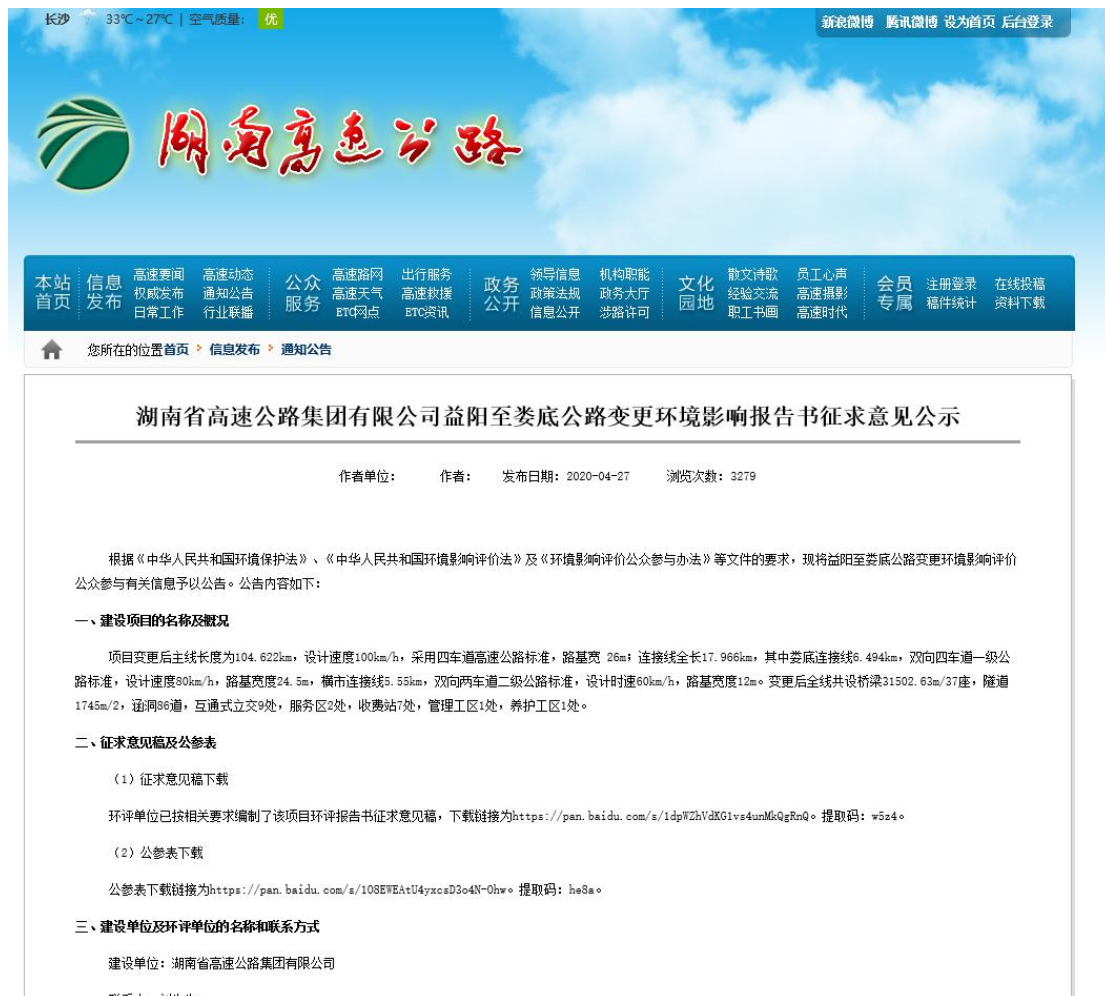 长沙 33℃~27℃ | 空气质量: 优
新浪微博 腾讯微博 设为首页 后台登录
湖南高速公路
本站首页
信息发布
高速要闻 高速动态
权威发布 通知公告
日常工作 行业联播
公众服务
高速路网 出行服务
高速天气 高速救援
ETC网点 ETC资讯
政务公开
领导信息 机构职能
政策法规 政务大厅
信息公开 涉路许可
文化园地
散文诗歌 员工心声
经验交流 高速摄影
职工书画 高速时代
会员专属
注册登录 在线投稿
稿件统计 资料下载
您所在的位置首页 信息发布 通知公告
湖南省高速公路集团有限公司益阳至娄底公路变更环境影响报告书征求意见公示
作者单位: 作者: 发布日期: 2020-04-27 浏览次数: 3279
根据《中华人民共和国环境保护法》、《中华人民共和国环境影响评价法》及《环境影响评价公众参与办法》等文件的要求，现将益阳至娄底公路变更环境影响评价
公众参与有关信息予以公告。公告内容如下：
一、建设项目的名称及概况
项目变更后主线长度为104.622km，设计速度100km/h，采用四车道高速公路标准，路基宽 26m；连接线全长17.966km，其中娄底连接线6.494km，双向四车道一级公
路标准，设计速度80km/h，路基宽度24.5m，横市连接线5.55km，双向两车道二级公路标准，设计时速60km/h，路基宽度12m。变更后全线共设桥梁31502.63m/37座，隧道
1745m/2，涵洞86道，互通式立交9处，服务区2处，收费站7处，管理工区1处，养护工区1处。
二、征求意见稿及公参表
（1）征求意见稿下载
环评单位已按相关要求编制了该项目环评报告书征求意见稿，下载链接为https://pan.baidu.com/s/1dpWZhVdKG1vs4unMkQgRnQ。提取码：w5z4。
（2）公参表下载
公参表下载链接为https://pan.baidu.com/s/108EWEAtU4yxcsD3o4N-Ohw。提取码：he8a。
三、建设单位及环评单位的名称和联系方式
建设单位：湖南省高速公路集团有限公司